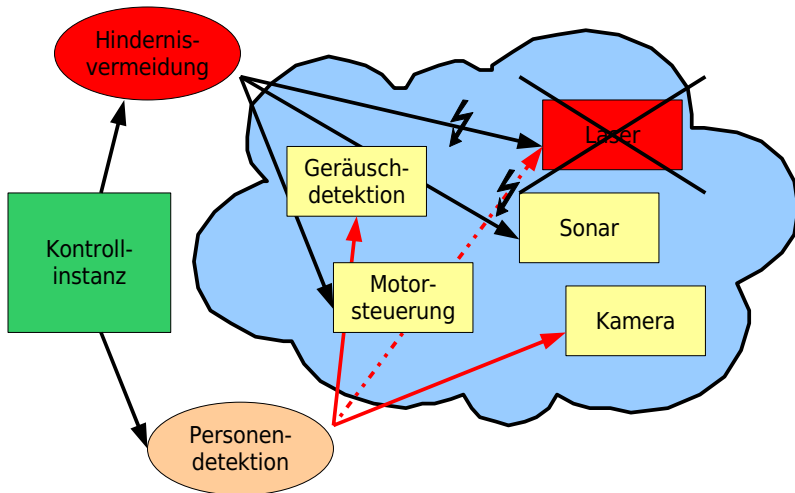 Hindernis-
vermeidung
Laser
Geräusch-
detektion
Sonar
Kontroll-
instanz
Motor-
steuerung
Kamera
Personen-
detektion